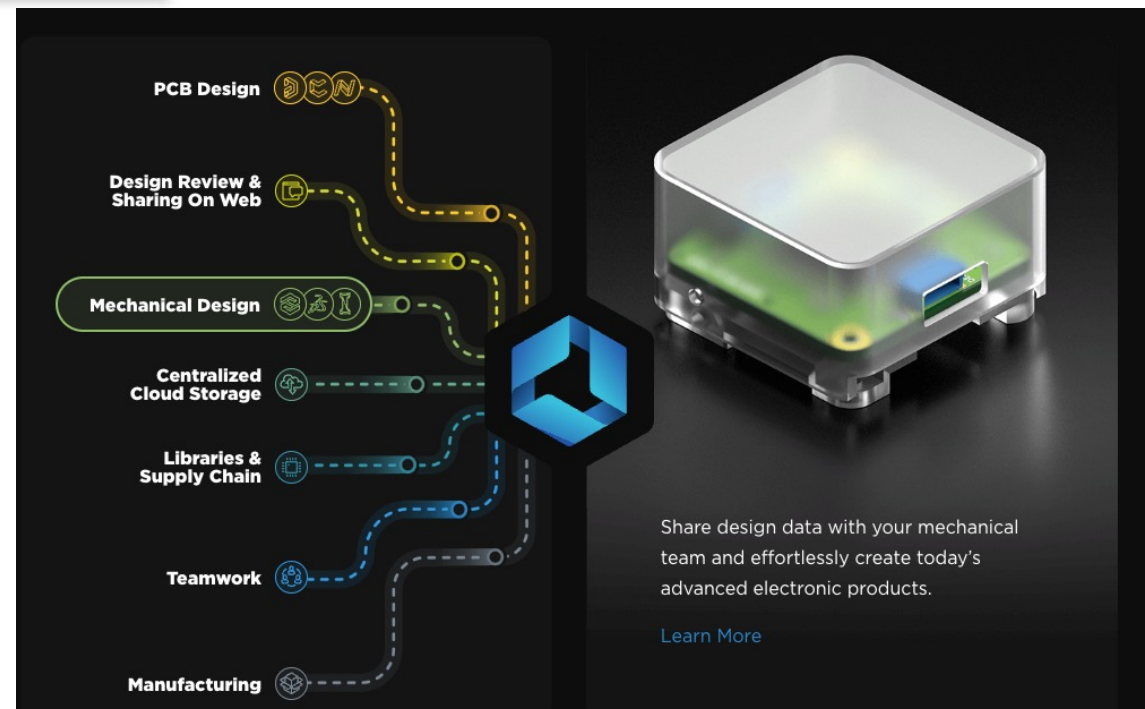 PCB Design
Design Review &
Sharing On Web
Mechanical Design
Centralized
Cloud Storage
Libraries &
Supply Chain
Teamwork
Manufacturing
Share design data with your mechanical
team and effortlessly create today's
advanced electronic products.
Learn More